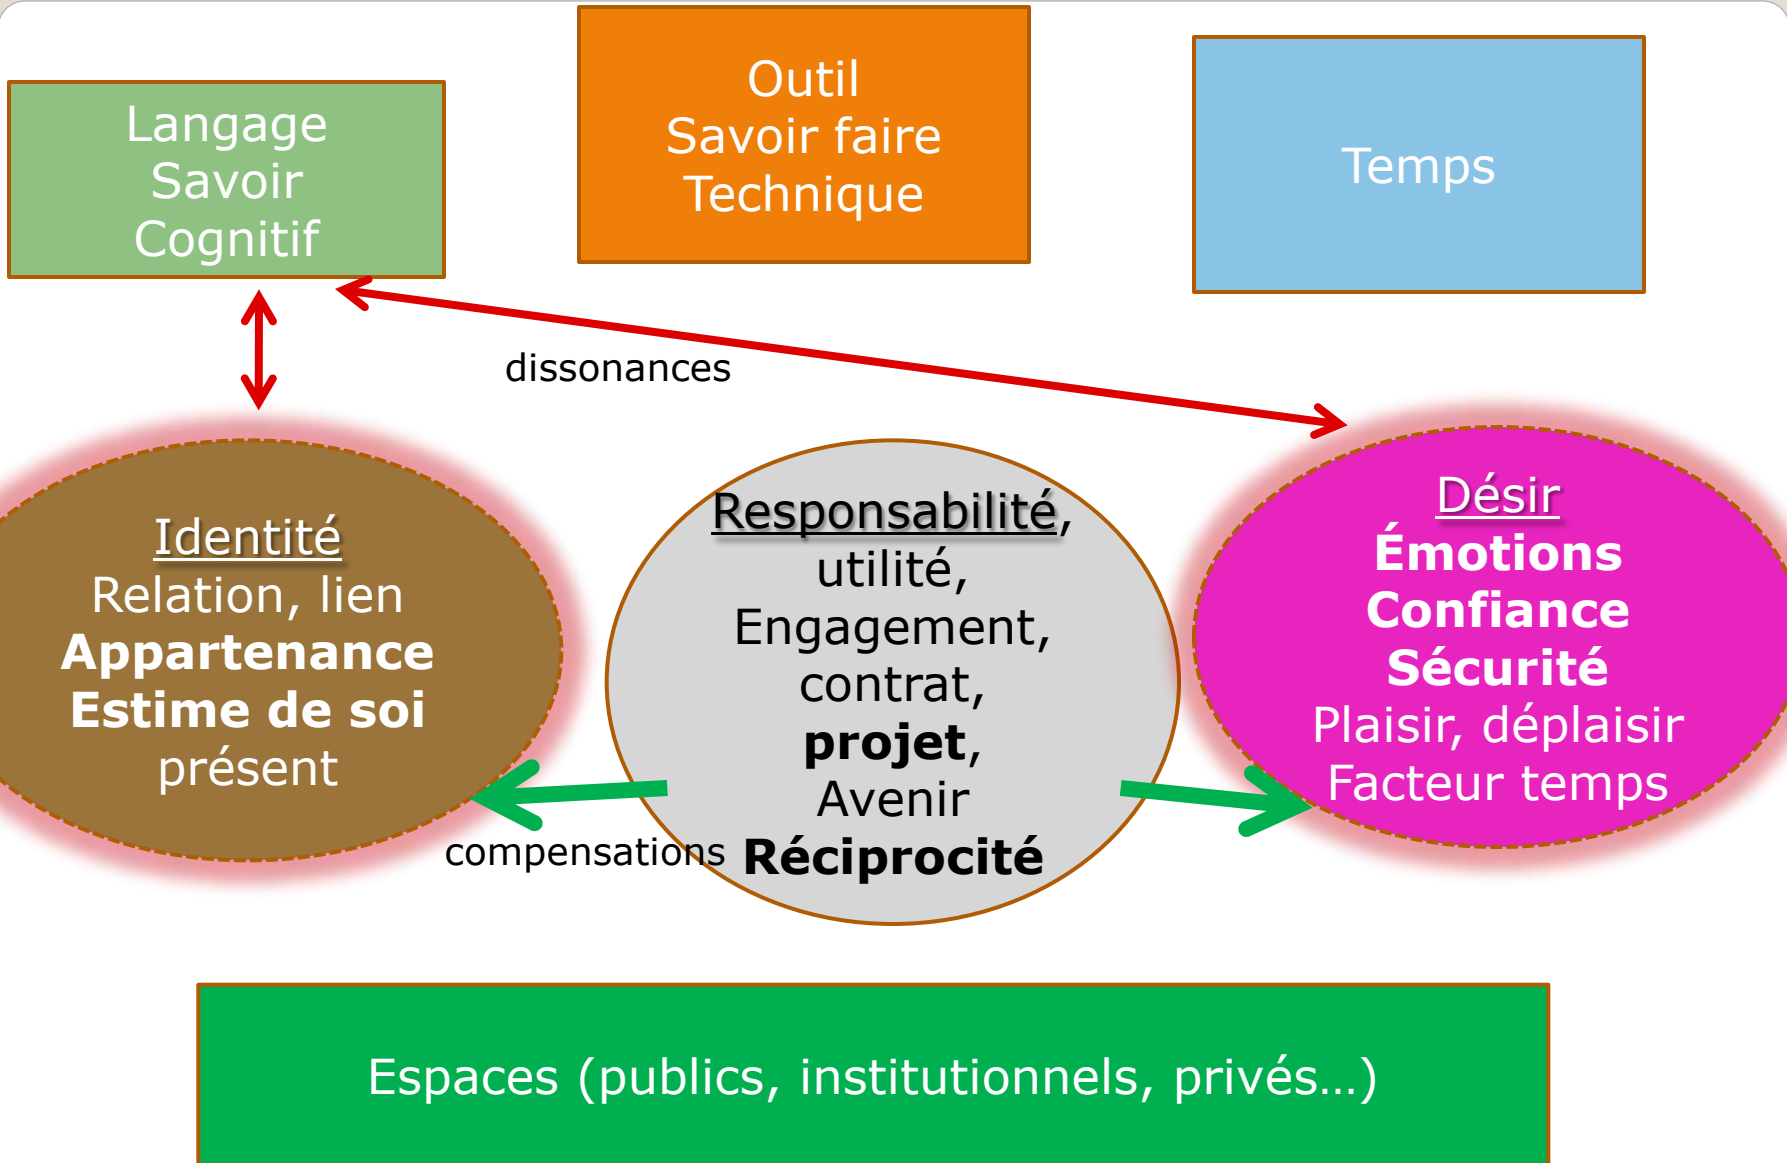 Langage
Savoir
Cognitif
Outil
Savoir faire
Technique
Temps
dissonances
Identité
Relation, lien
Appartenance
Estime de soi
présent
Responsabilité,
utilité,
Engagement,
contrat,
projet,
Avenir
Réciprocité
Désir
Émotions
Confiance
Sécurité
Plaisir, déplaisir
Facteur temps
compensations
Espaces (publics, institutionnels, privés…)